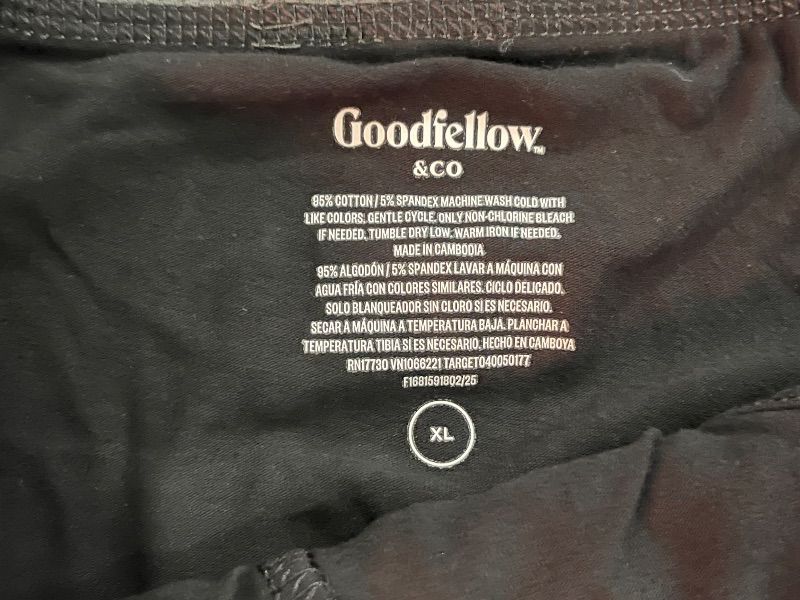 Goodfellow™
&CO
95% COTTON / 5% SPANDEX MACHINE WASH COLD WITH
LIKE COLORS. GENTLE CYCLE. ONLY NON-CHLORINE BLEACH
IF NEEDED. TUMBLE DRY LOW. WARM IRON IF NEEDED.
MADE IN CAMBODIA
95% ALGODÓN / 5% SPANDEX LAVAR A MÁQUINA CON
AGUA FRÍA CON COLORES SIMILARES. CICLO DELICADO.
SOLO BLANQUEADOR SIN CLORO SI ES NECESARIO.
SECAR A MÁQUINA A TEMPERATURA BAJA. PLANCHAR A
TEMPERATURA TIBIA SI ES NECESARIO. HECHO EN CAMBOYA
RN17730 VN1066221 TARGET040050177
F1681591802/25
XL